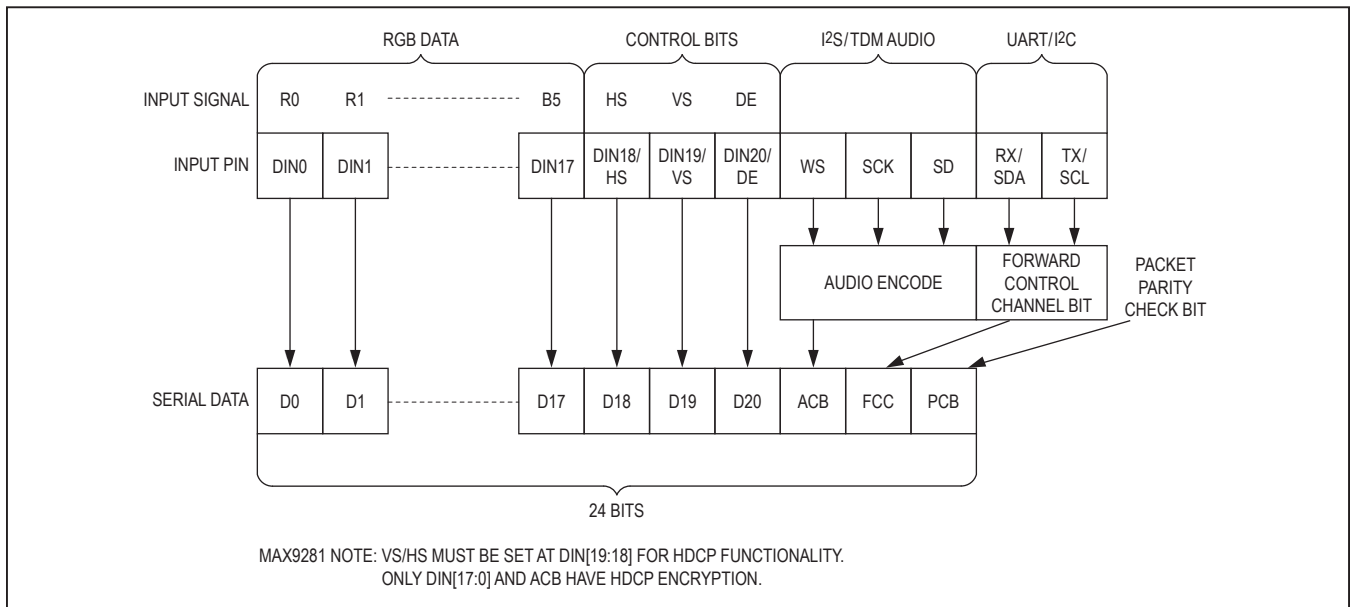 RGB DATA CONTROL BITS I2S/TDM AUDIO UART/I2C
INPUT SIGNAL R0 R1 B5 HS VS DE
INPUT PIN DIN0 DIN1 DIN17 DIN18/HS DIN19/VS DIN20/DE WS SCK SD RX/SDA TX/SCL
AUDIO ENCODE
FORWARD
CONTROL
CHANNEL BIT
PACKET
PARITY
CHECK BIT
SERIAL DATA D0 D1 D17 D18 D19 D20 ACB FCC PCB
24 BITS
MAX9281 NOTE: VS/HS MUST BE SET AT DIN[19:18] FOR HDCP FUNCTIONALITY.
ONLY DIN[17:0] AND ACB HAVE HDCP ENCRYPTION.